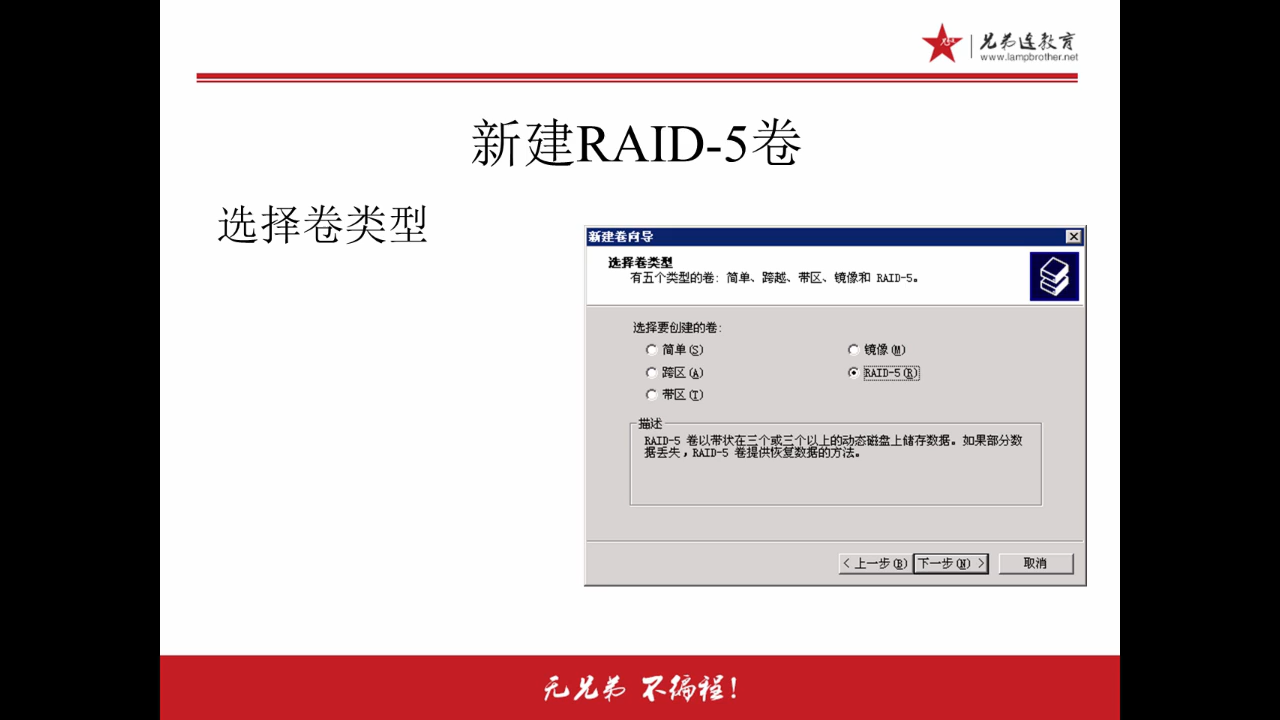 兄弟连教育
www.lampbrother.net
新建RAID-5卷
选择卷类型
新建卷向导
选择卷类型
有五个类型的卷: 简单、跨越、带区、镜像和 RAID-5。
选择要创建的卷:
简单(S)
镜像(M)
跨区(A)
RAID-5(R)
带区(T)
描述
RAID-5 卷以带状在三个或三个以上的动态磁盘上储存数据。如果部分数
据丢失，RAID-5 卷提供恢复数据的方法。
< 上一步(B)
下一步(N) >
取消
无兄弟 不编程!